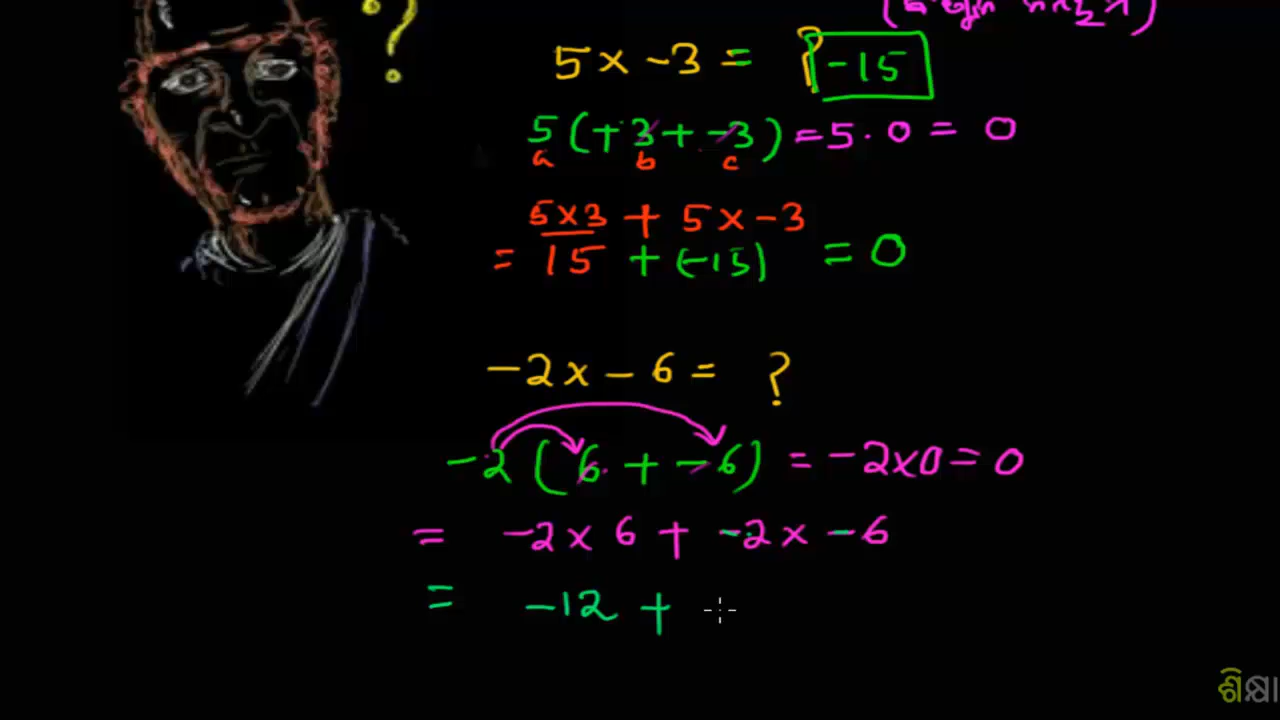 ?
5 x -3 = ? -15
5 (+3 + -3) = 5 · 0 = 0
a b c
5x3 + 5 x -3
= 15 + (-15) = 0
-2 x - 6 = ?
-2 (6 + -6) = -2x0 = 0
= -2 x 6 + -2 x -6
= -12 +
ଶିକ୍ଷା